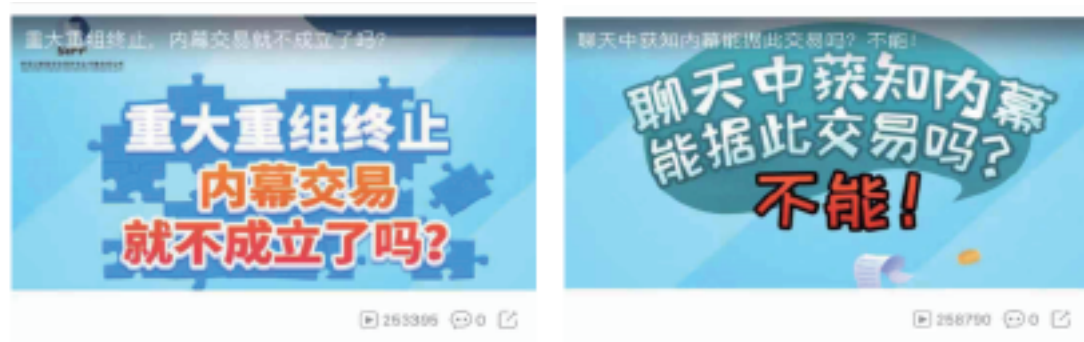 重大重组终止，内幕交易就不成立了吗？
重大重组终止
内幕交易
就不成立了吗？
253395 0
聊天中获知内幕能据此交易吗？不能！
聊天中获知内幕
能据此交易吗？
不能！
258790 0